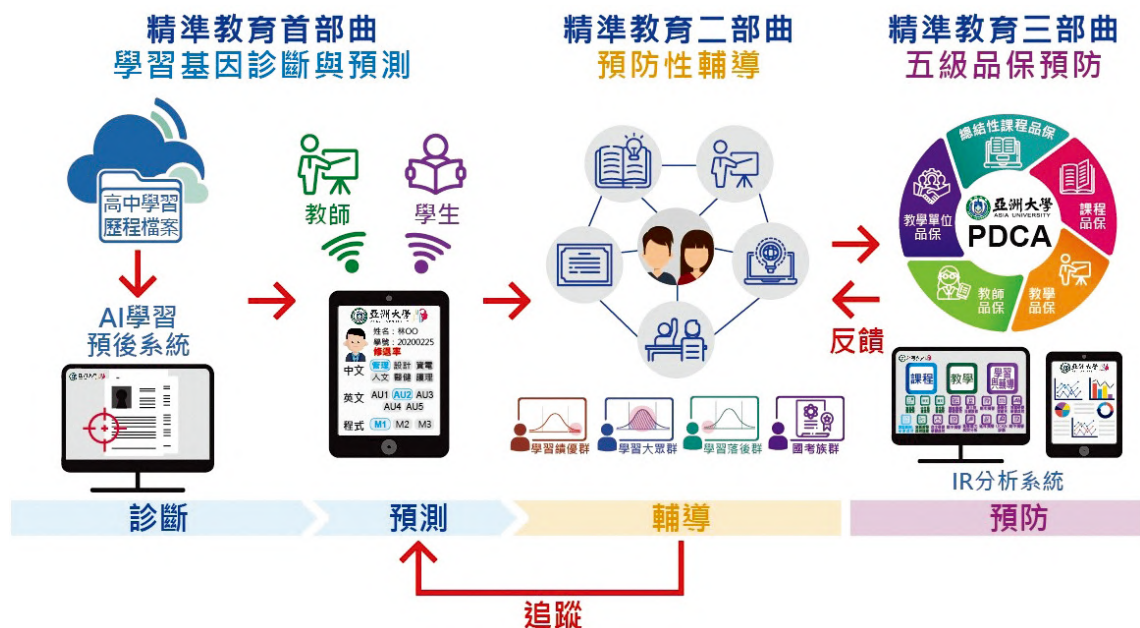 精準教育首部曲
學習基因診斷與預測
高中學習
歷程檔案
AI學習
預後系統
教師
學生
亞洲大學
姓名：林OO
學號：20200225
修退率
中文 管理 設計 資電
人文 醫健 護理
英文 AU1 AU2 AU3
AU4 AU5
程式 M1 M2 M3
精準教育二部曲
預防性輔導
學習績優群
學習大眾群
學習落後群
國考族群
精準教育三部曲
五級品保預防
總結性課程品保
課程
品保
教學
品保
教師
品保
教學單位
品保
亞洲大學
ASIA UNIVERSITY
PDCA
反饋
課程
教學
學習
與輔導
亞洲大學
IR分析系統
診斷
預測
輔導
預防
追蹤